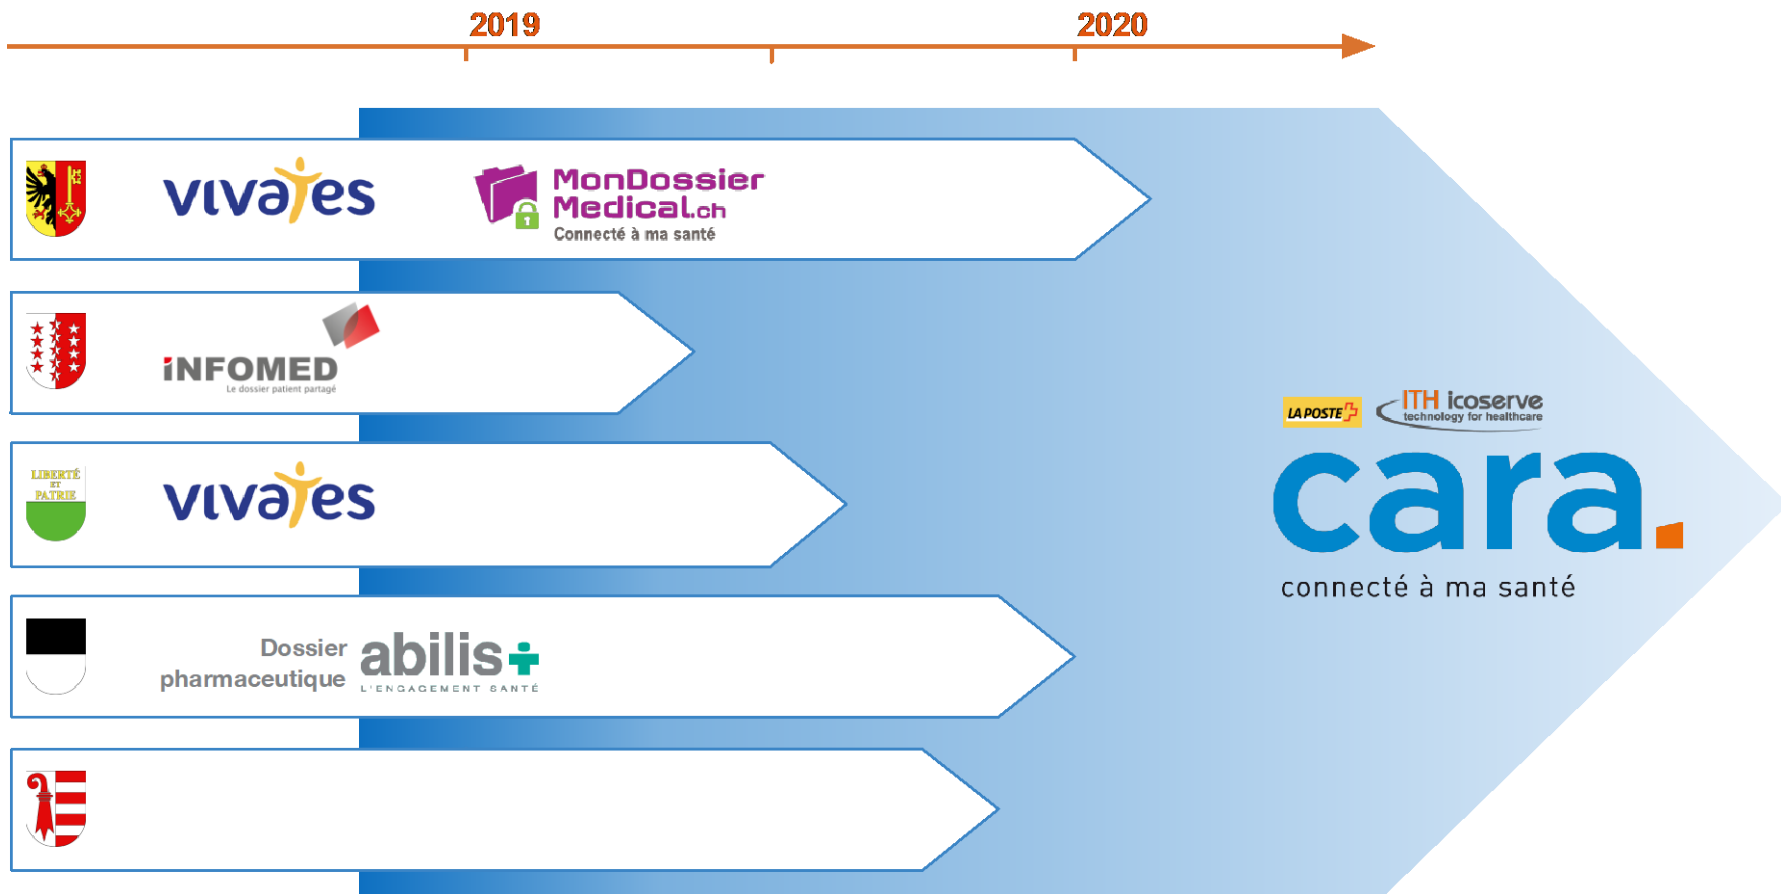 2019
2020
vivates
MonDossier
Medical.ch
Connecté à ma santé
iNFOMED
Le dossier patient partagé
LIBERTÉ
ET
PATRIE
vivates
Dossier
pharmaceutique
abilis
L'ENGAGEMENT SANTÉ
LA POSTE
ITH icoserve
technology for healthcare
cara.
connecté à ma santé